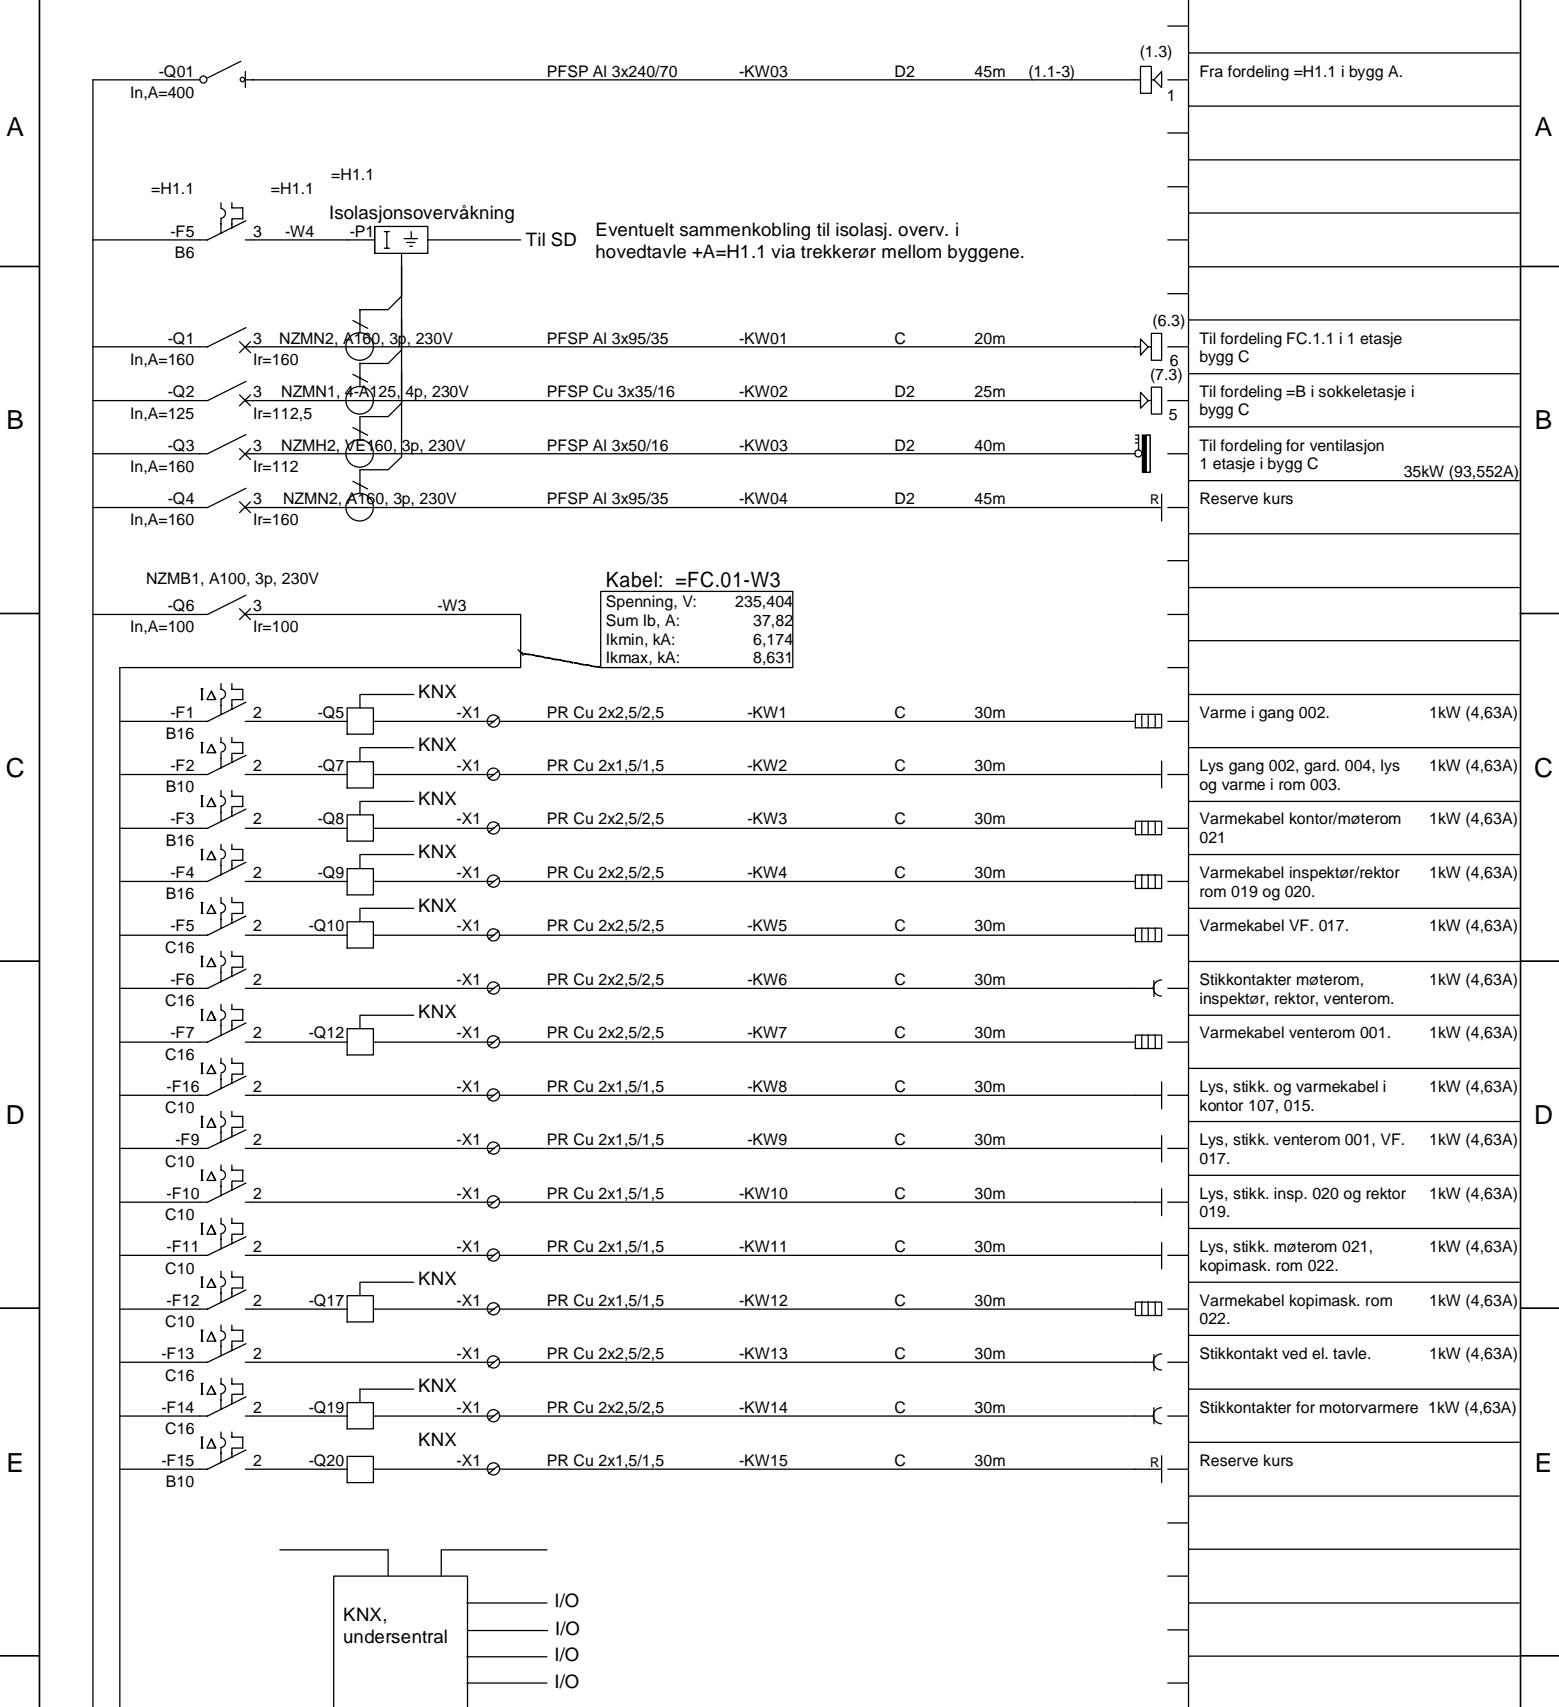 (1.3)
-Q01 PFSP Al 3x240/70 -KW03 D2 45m (1.1-3) Fra fordeling =H1.1 i bygg A.
In,A=400 1
A A
=H1.1
=H1.1 =H1.1
Isolasjonsovervåkning
-F5 3 -W4 -P1 Til SD Eventuelt sammenkobling til isolasj. overv. i
B6 hovedtavle +A=H1.1 via trekkerør mellom byggene.
(6.3)
-Q1 3 NZMN2, A160, 3p, 230V PFSP Al 3x95/35 -KW01 C 20m Til fordeling FC.1.1 i 1 etasje
In,A=160 Ir=160 6 bygg C
(7.3)
-Q2 3 NZMN1, 4-A125, 4p, 230V PFSP Cu 3x35/16 -KW02 D2 25m Til fordeling =B i sokkeletasje i
In,A=125 Ir=112,5 5 bygg C
B B
-Q3 3 NZMH2, VE160, 3p, 230V PFSP Al 3x50/16 -KW03 D2 40m Til fordeling for ventilasjon
In,A=160 Ir=112 1 etasje i bygg C 35kW (93,552A)
-Q4 3 NZMN2, A160, 3p, 230V PFSP Al 3x95/35 -KW04 D2 45m R Reserve kurs
In,A=160 Ir=160
NZMB1, A100, 3p, 230V Kabel: =FC.01-W3
-Q6 3 -W3 Spenning, V: 235,404
In,A=100 Ir=100 Sum Ib, A: 37,82
Ikmin, kA: 6,174
Ikmax, kA: 8,631
I∆ KNX
-F1 2 -Q5 -X1 PR Cu 2x2,5/2,5 -KW1 C 30m Varme i gang 002. 1kW (4,63A)
B16
I∆ KNX
-F2 2 -Q7 -X1 PR Cu 2x1,5/1,5 -KW2 C 30m Lys gang 002, gard. 004, lys 1kW (4,63A)
B10 og varme i rom 003.
C C
I∆ KNX
-F3 2 -Q8 -X1 PR Cu 2x2,5/2,5 -KW3 C 30m Varmekabel kontor/møterom 1kW (4,63A)
B16 021
I∆ KNX
-F4 2 -Q9 -X1 PR Cu 2x2,5/2,5 -KW4 C 30m Varmekabel inspektør/rektor 1kW (4,63A)
B16 rom 019 og 020.
I∆ KNX
-F5 2 -Q10 -X1 PR Cu 2x2,5/2,5 -KW5 C 30m Varmekabel VF. 017. 1kW (4,63A)
C16
I∆
-F6 2 -X1 PR Cu 2x2,5/2,5 -KW6 C 30m Stikkontakter møterom, 1kW (4,63A)
C16 inspektør, rektor, venterom.
I∆ KNX
-F7 2 -Q12 -X1 PR Cu 2x2,5/2,5 -KW7 C 30m Varmekabel venterom 001. 1kW (4,63A)
C16
I∆
-F16 2 -X1 PR Cu 2x1,5/1,5 -KW8 C 30m Lys, stikk. og varmekabel i 1kW (4,63A)
C10 kontor 107, 015.
D D
I∆
-F9 2 -X1 PR Cu 2x1,5/1,5 -KW9 C 30m Lys, stikk. venterom 001, VF. 1kW (4,63A)
C10 017.
I∆
-F10 2 -X1 PR Cu 2x1,5/1,5 -KW10 C 30m Lys, stikk. insp. 020 og rektor 1kW (4,63A)
C10 019.
I∆
-F11 2 -X1 PR Cu 2x1,5/1,5 -KW11 C 30m Lys, stikk. møterom 021, 1kW (4,63A)
C10 kopimask. rom 022.
I∆ KNX
-F12 2 -Q17 -X1 PR Cu 2x1,5/1,5 -KW12 C 30m Varmekabel kopimask. rom 1kW (4,63A)
C10 022.
I∆
-F13 2 -X1 PR Cu 2x2,5/2,5 -KW13 C 30m Stikkontakt ved el. tavle. 1kW (4,63A)
C16
I∆ KNX
-F14 2 -Q19 -X1 PR Cu 2x2,5/2,5 -KW14 C 30m Stikkontakter for motorvarmere 1kW (4,63A)
C16
I∆ KNX
-F15 2 -Q20 -X1 PR Cu 2x1,5/1,5 -KW15 C 30m R Reserve kurs
B10
E E
I/O
KNX,
I/O
undersentral
I/O
I/O